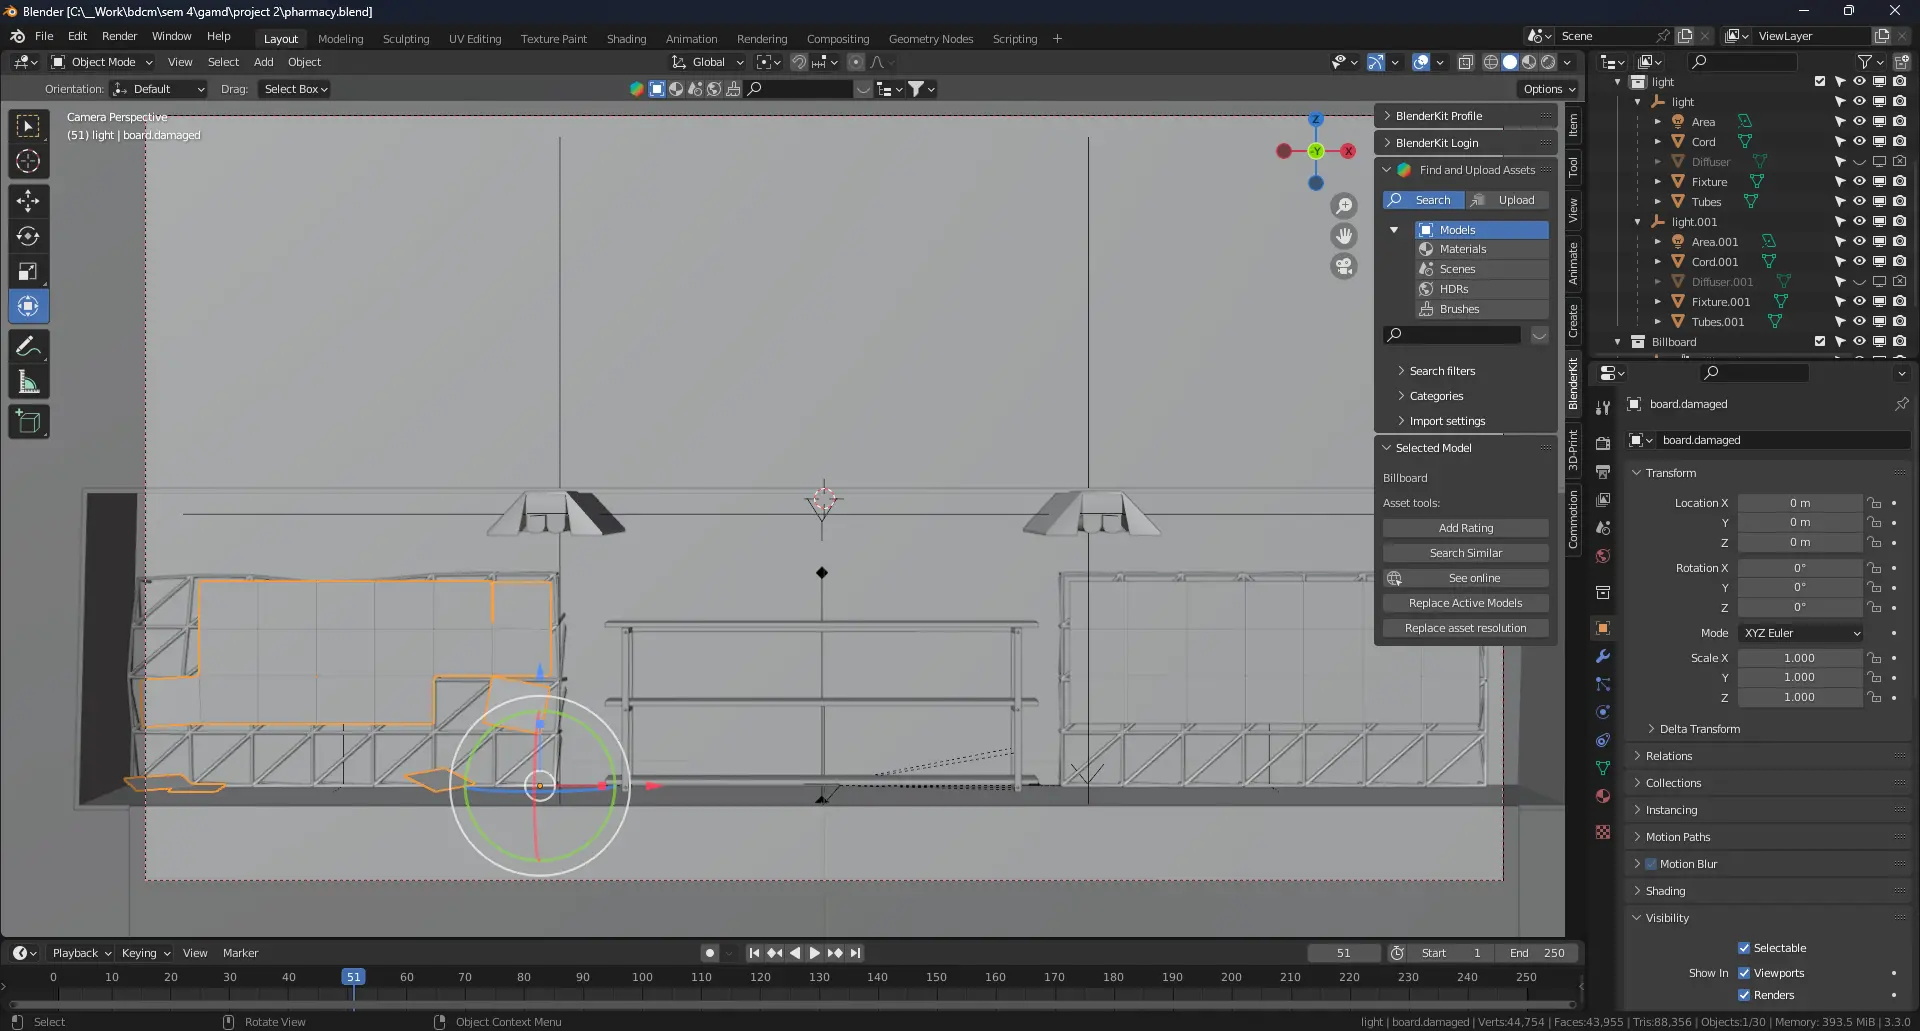 Blender [C:\__Work\bdcm\sem 4\gamd\project 2\pharmacy.blend]
File Edit Render Window Help Layout Modeling Sculpting UV Editing Texture Paint Shading Animation Rendering Compositing Geometry Nodes Scripting + Scene ViewLayer
Object Mode View Select Add Object Global
Orientation: Default Drag: Select Box Options
Camera Perspective
(51) light | board.damaged
Z
-Y
X
BlenderKit Profile
BlenderKit Login
Find and Upload Assets
Search Upload
Models
Materials
Scenes
HDRs
Brushes
Search filters
Categories
Import settings
Selected Model
Billboard
Asset tools:
Add Rating
Search Similar
See online
Replace Active Models
Replace asset resolution
Item
Tool
View
Animate
Create
BlenderKit
3D-Print
Commotion
light
light
Area
Cord
Diffuser
Fixture
Tubes
light.001
Area.001
Cord.001
Diffuser.001
Fixture.001
Tubes.001
Billboard
board.damaged
board.damaged
Transform
Location X 0 m
Y 0 m
Z 0 m
Rotation X 0°
Y 0°
Z 0°
Mode XYZ Euler
Scale X 1.000
Y 1.000
Z 1.000
Delta Transform
Relations
Collections
Instancing
Motion Paths
Motion Blur
Shading
Visibility
Selectable
Show In Viewports
Renders
Playback Keying View Marker 51 Start 1 End 250
0 10 20 30 40 51 60 70 80 90 100 110 120 130 140 150 160 170 180 190 200 210 220 230 240 250
Select Rotate View Object Context Menu light | board.damaged | Verts:44,754 | Faces:43,955 | Tris:88,356 | Objects:1/30 | Memory: 393.5 MiB | 3.3.0